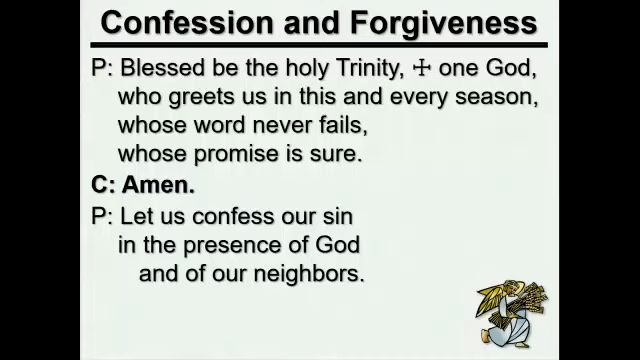 Confession and Forgiveness
P: Blessed be the holy Trinity, ☩ one God,
who greets us in this and every season,
whose word never fails,
whose promise is sure.
C: Amen.
P: Let us confess our sin
in the presence of God
and of our neighbors.